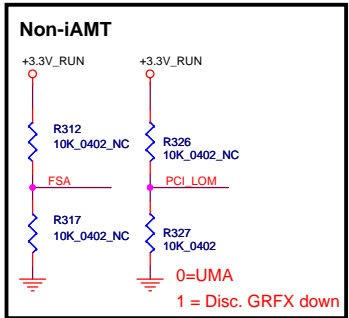 Non-iAMT
+3.3V_RUN
+3.3V_RUN
R312
10K_0402_NC
R326
10K_0402_NC
FSA
PCI_LOM
R317
10K_0402_NC
R327
10K_0402
0=UMA
1 = Disc. GRFX down